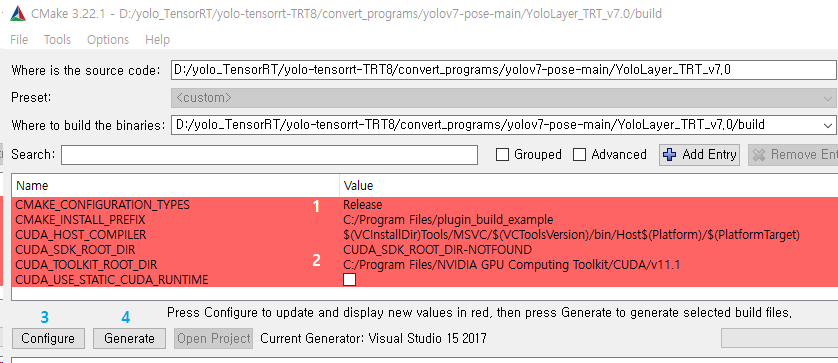 CMake 3.22.1 - D:/yolo_TensorRT/yolo-tensorrt-TRT8/convert_programs/yolov7-pose-main/YoloLayer_TRT_v7.0/build
File Tools Options Help
Where is the source code: D:/yolo_TensorRT/yolo-tensorrt-TRT8/convert_programs/yolov7-pose-main/YoloLayer_TRT_v7.0
Preset: <custom>
Where to build the binaries: D:/yolo_TensorRT/yolo-tensorrt-TRT8/convert_programs/yolov7-pose-main/YoloLayer_TRT_v7.0/build
Search: Grouped Advanced Add Entry Remove Ent
Name Value
CMAKE_CONFIGURATION_TYPES 1 Release
CMAKE_INSTALL_PREFIX C:/Program Files/plugin_build_example
CUDA_HOST_COMPILER $(VCInstallDir)Tools/MSVC/$(VCToolsVersion)/bin/Host$(Platform)/$(PlatformTarget)
CUDA_SDK_ROOT_DIR CUDA_SDK_ROOT_DIR-NOTFOUND
CUDA_TOOLKIT_ROOT_DIR 2 C:/Program Files/NVIDIA GPU Computing Toolkit/CUDA/v11.1
CUDA_USE_STATIC_CUDA_RUNTIME
3 4 Press Configure to update and display new values in red, then press Generate to generate selected build files.
Configure Generate Open Project Current Generator: Visual Studio 15 2017